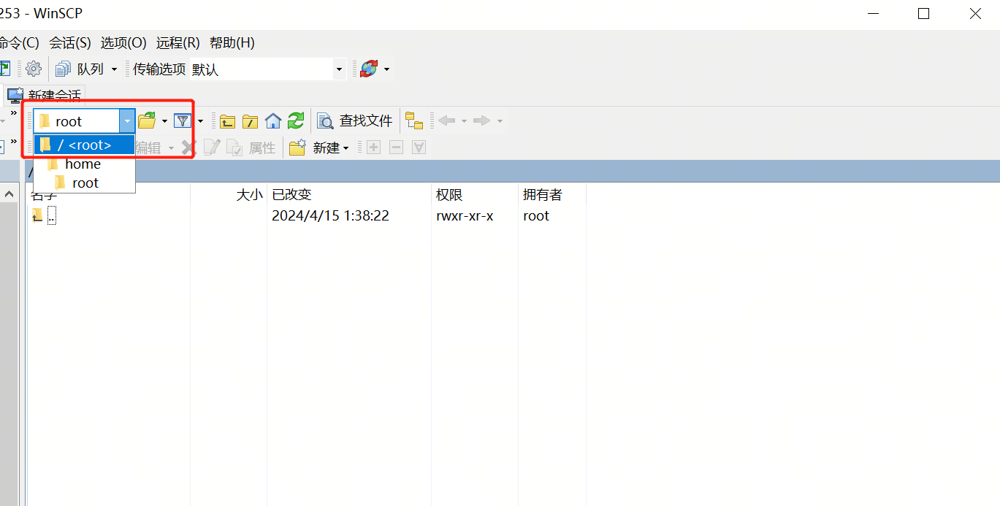 253 - WinSCP
命令(C) 会话(S) 选项(O) 远程(R) 帮助(H)
队列 传输选项 默认
新建会话
» root 查找文件
» / <root> 编辑 属性 新建
home
/
root
名字 大小 已改变 权限 拥有者
.. 2024/4/15 1:38:22 rwxr-xr-x root